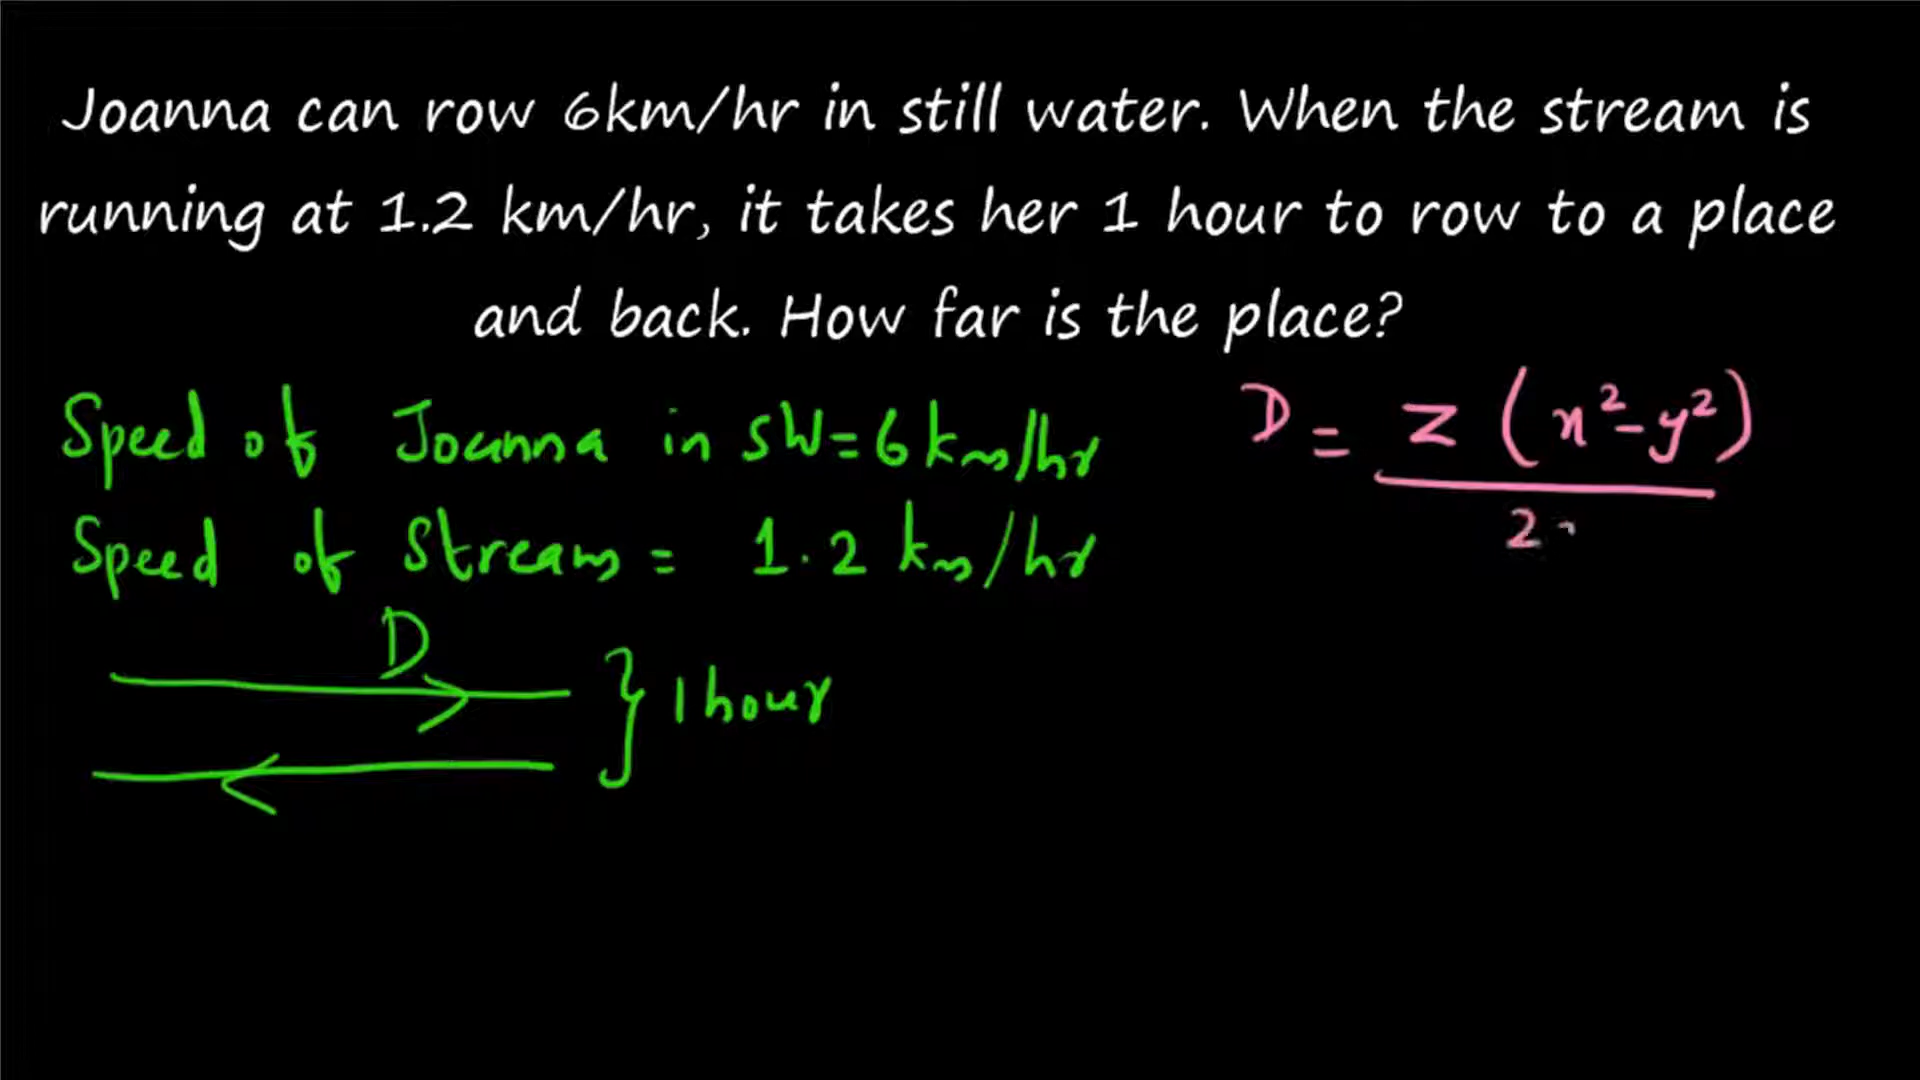 Joanna can row 6km/hr in still water. When the stream is
running at 1.2 km/hr, it takes her 1 hour to row to a place
and back. How far is the place?
Speed of Joanna in SW = 6 km/hr
Speed of Stream = 1.2 km/hr
D
1 hour
D = z (x²-y²)
2